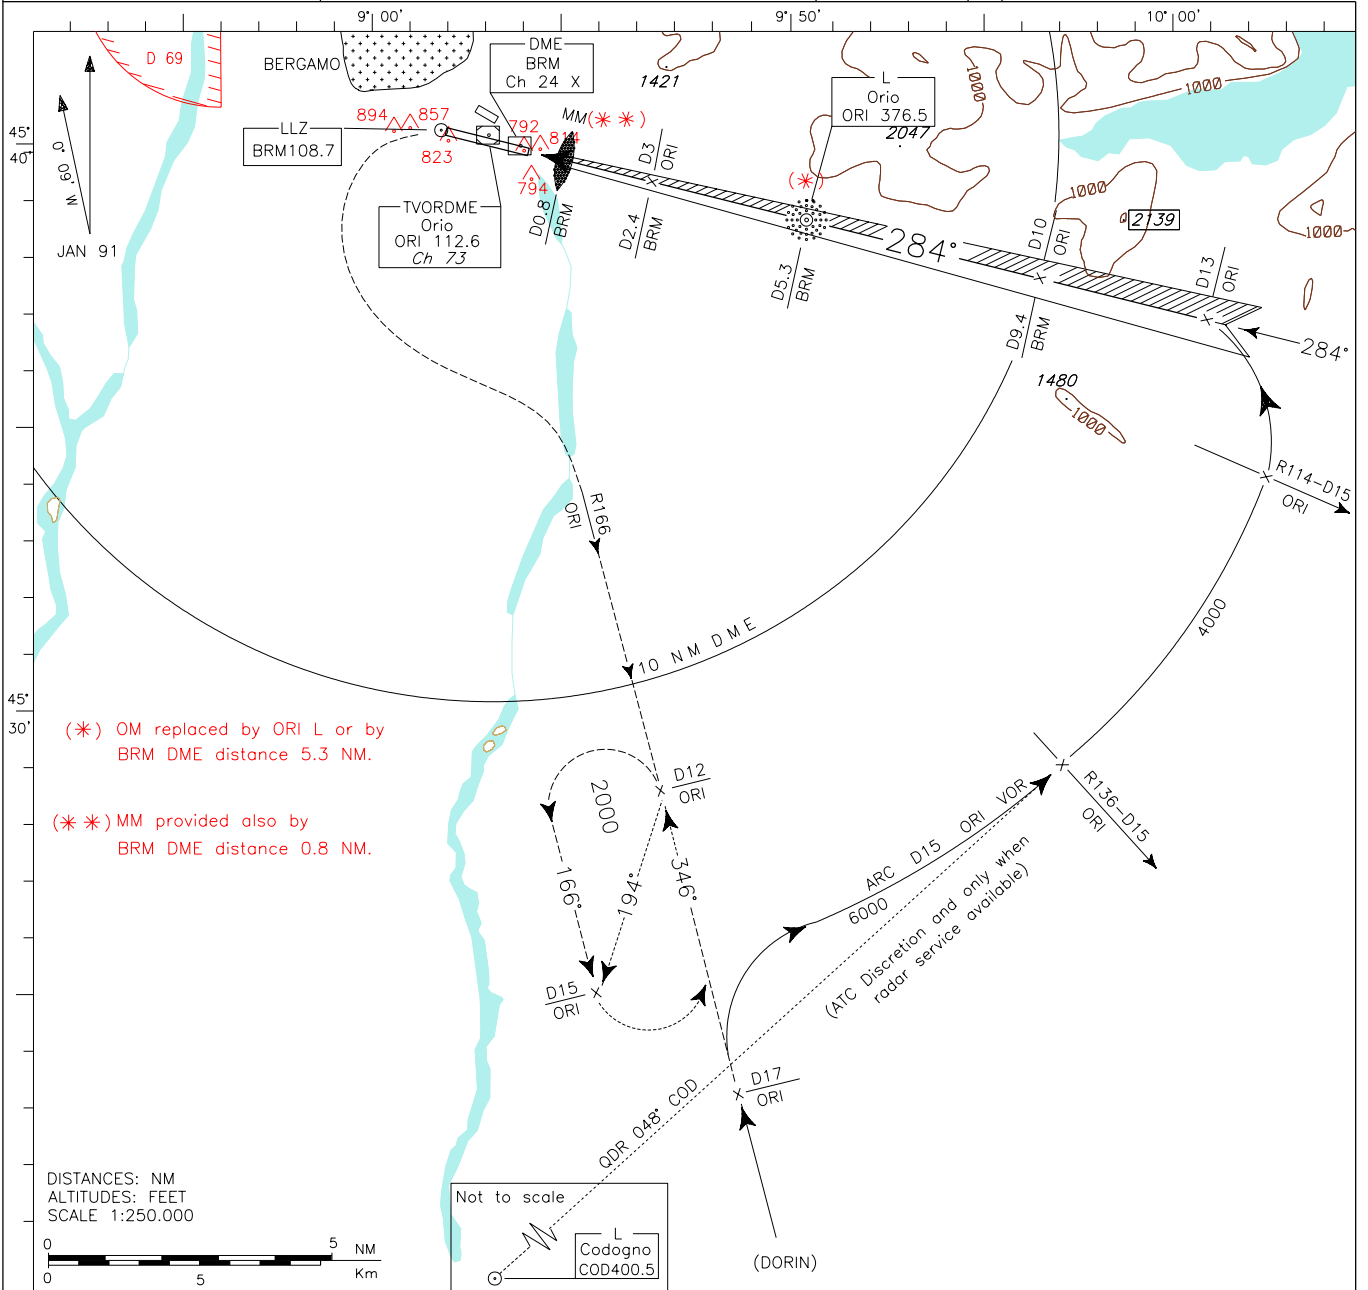 9° 00'
9° 50'
10° 00'
D 69
BERGAMO
DME
BRM
Ch 24 X
1421
1000
1000
L
Orio
ORI 376.5
2047
894
857
792
814
823
794
MM (* *)
LLZ
BRM108.7
45°
40'
W,60°0
JAN 91
TVORDME
Orio
ORI 112.6
Ch 73
D0.8
BRM
D3
ORI
D2.4
BRM
(*)
D5.3
BRM
284°
D10
ORI
1000
2139
1000
D13
ORI
D9.4
BRM
284°
1480
1000
R114-D15
ORI
R166
ORI
4000
10 NM DME
45°
30'
(*) OM replaced by ORI L or by
BRM DME distance 5.3 NM.
(* *) MM provided also by
BRM DME distance 0.8 NM.
D12
ORI
2000
166°
194°
346°
R136-D15
ORI
ARC D15 ORI VOR
6000
(ATC Discretion and only when
radar service available)
D15
ORI
D17
ORI
QDR 048° COD
DISTANCES: NM
ALTITUDES: FEET
SCALE 1:250.000
0 5 NM
0 5 Km
Not to scale
L
Codogno
COD400.5
(DORIN)